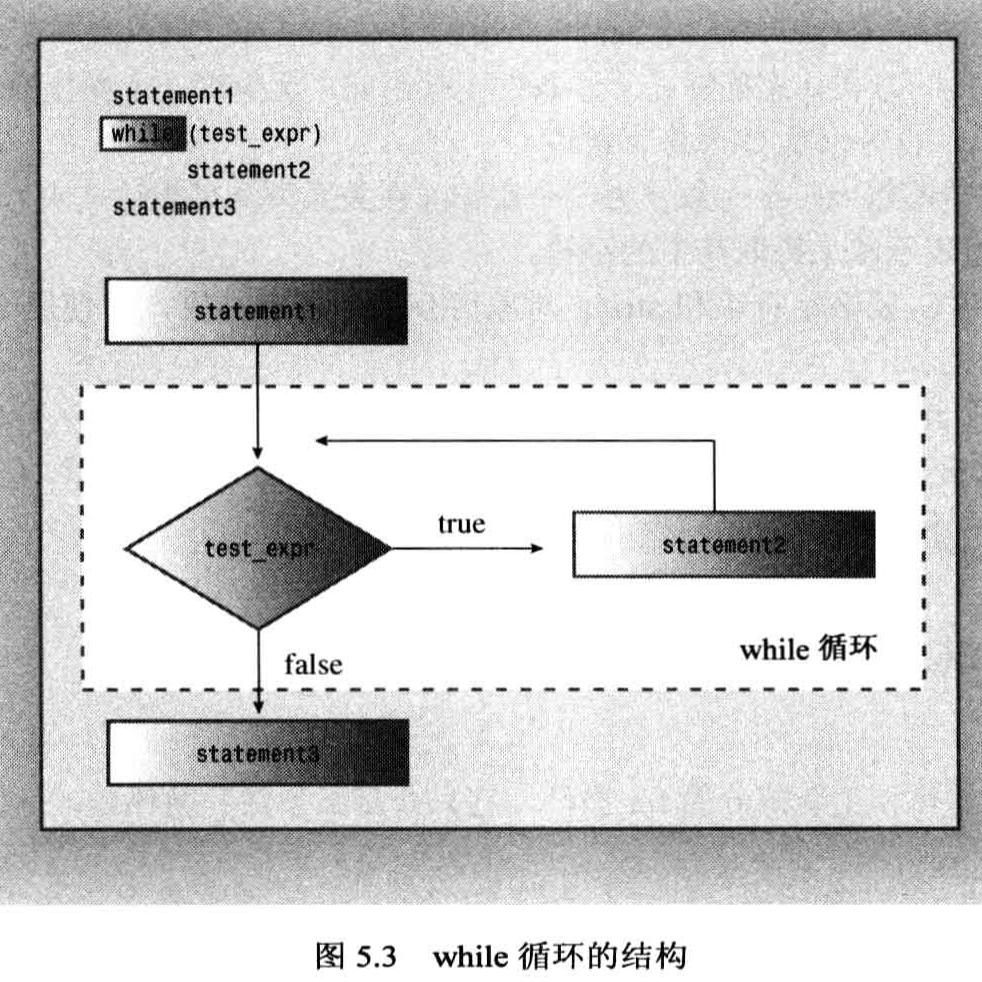 statement1
while (test_expr)
statement2
statement3
statement1
test_expr
true
statement2
while 循环
false
statement3
图 5.3 while 循环的结构